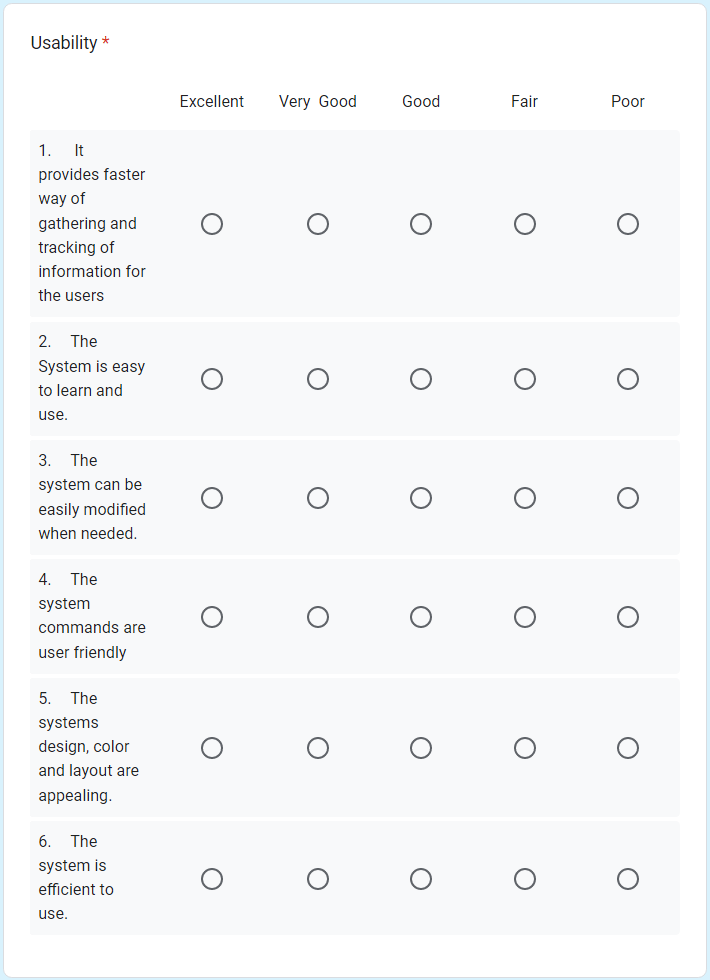 Usability *
Excellent Very Good Good Fair Poor
1. It
provides faster
way of
gathering and
tracking of
information for
the users
2. The
System is easy
to learn and
use.
3. The
system can be
easily modified
when needed.
4. The
system
commands are
user friendly
5. The
systems
design, color
and layout are
appealing.
6. The
system is
efficient to
use.